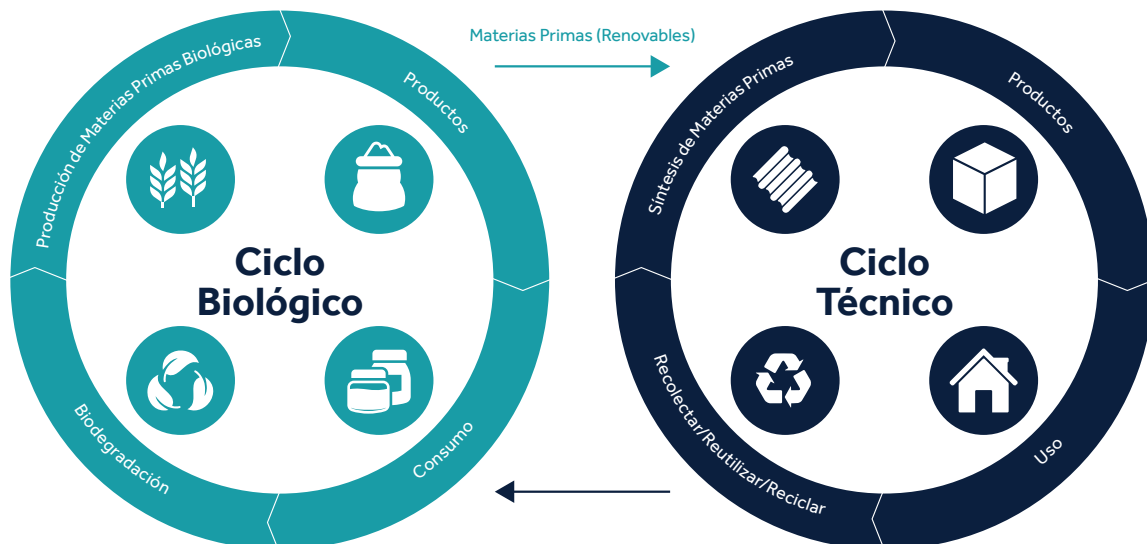 Materias Primas (Renovables)
Producción de Materias Primas Biológicas
Productos
Consumo
Biodegradación
Ciclo
Biológico
Síntesis de Materias Primas
Productos
Uso
Recolectar/Reutilizar/Reciclar
Ciclo
Técnico